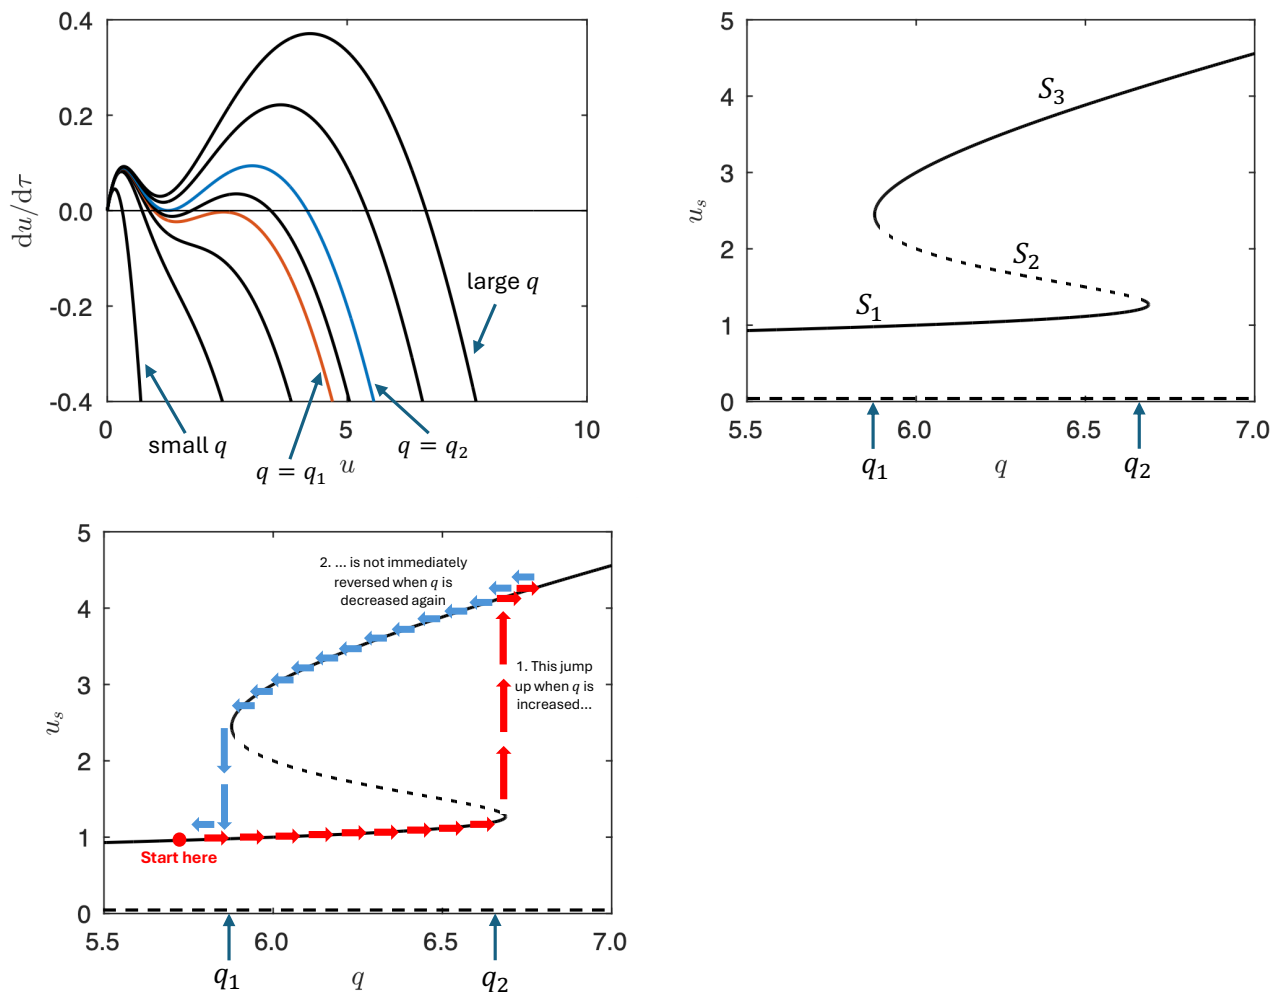 0.4
0.2
0.0
-0.2
-0.4
du/dτ
0
5
10
u
large q
small q
q = q₁
q = q₂
5
4
3
2
1
0
uₛ
S₃
S₂
S₁
5.5
6.0
6.5
7.0
q₁
q
q₂
5
4
3
2
1
0
uₛ
2. ... is not immediately
reversed when q is
decreased again
1. This jump
up when q is
increased...
Start here
5.5
6.0
6.5
7.0
q₁
q
q₂